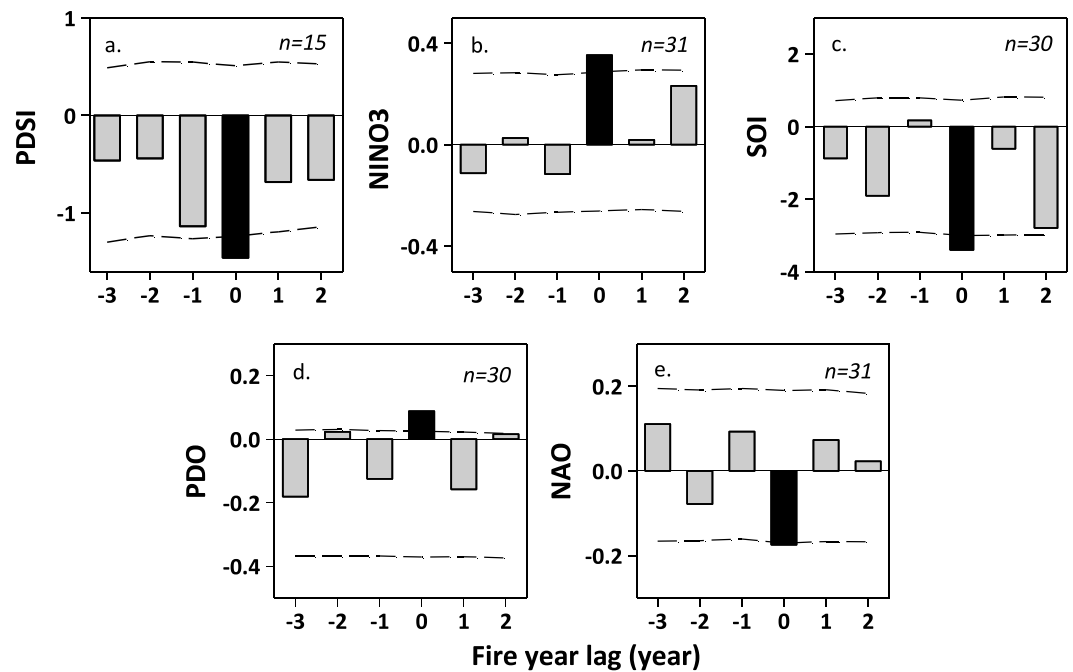 a.
n=15
PDSI
1
0
-1
-3 -2 -1 0 1 2
b.
n=31
NINO3
0.4
0.0
-0.4
-3 -2 -1 0 1 2
c.
n=30
SOI
2
0
-2
-4
-3 -2 -1 0 1 2
d.
n=30
PDO
0.2
0.0
-0.2
-0.4
-3 -2 -1 0 1 2
e.
n=31
NAO
0.2
0.0
-0.2
-3 -2 -1 0 1 2
Fire year lag (year)